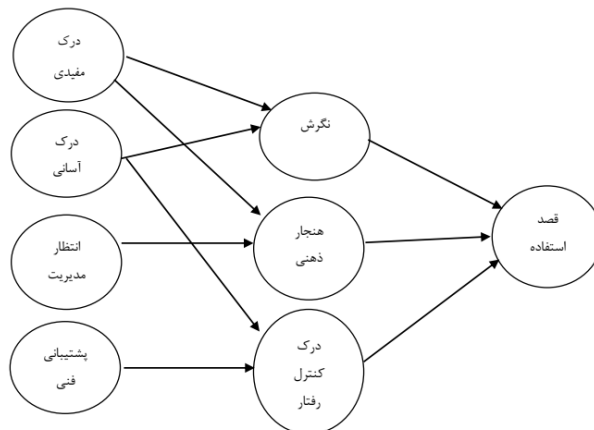 درک
مفیدی
درک
آسانی
انتظار
مدیریت
پشتیبانی
فنی
نگرش
هنجار
ذهنی
درک
کنترل
رفتار
قصد
استفاده